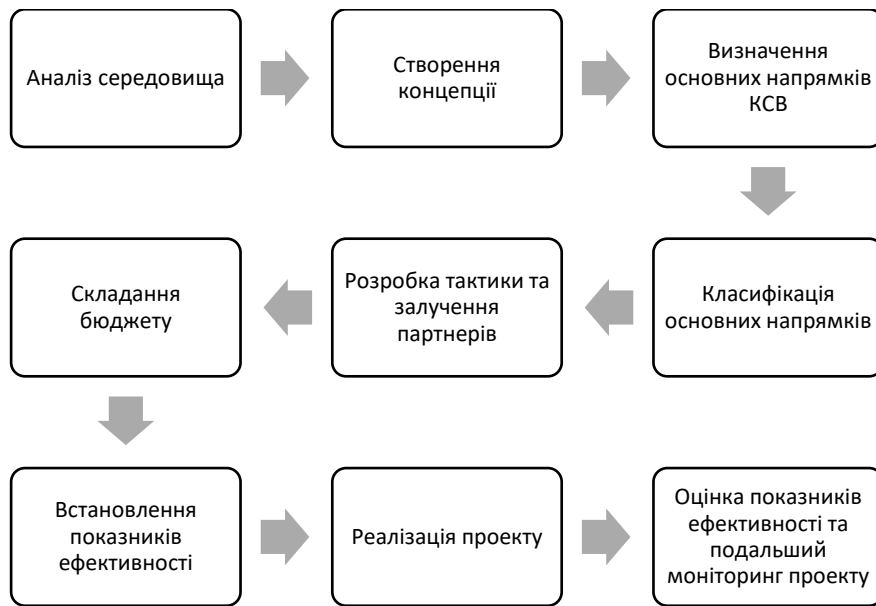 Аналіз середовища
Створення
концепції
Визначення
основних напрямків
КСВ
Класифікація
основних напрямків
Розробка тактики та
залучення
партнерів
Складання
бюджету
Встановлення
показників
ефективності
Реалізація проекту
Оцінка показників
ефективності та
подальший
моніторинг проекту